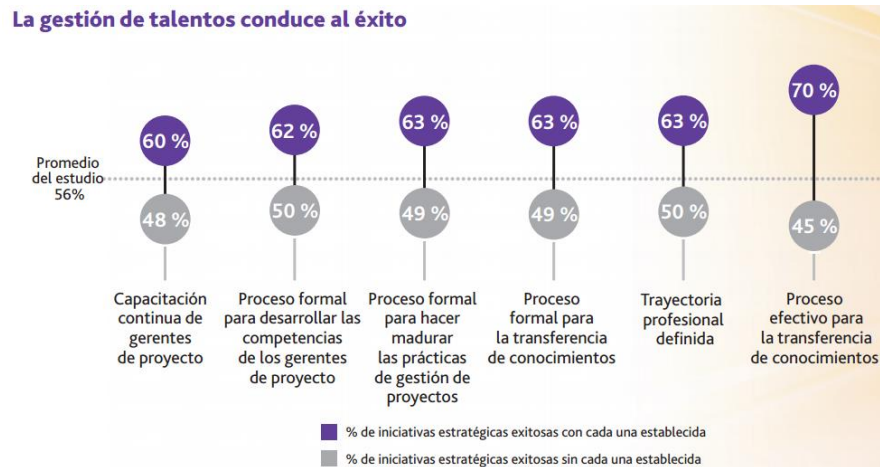 La gestión de talentos conduce al éxito
60 %
62 %
63 %
63 %
63 %
70 %
Promedio
del estudio
56%
48 %
50 %
49 %
49 %
50 %
45 %
Capacitación
continua de
gerentes
de proyecto
Proceso formal
para desarrollar las
competencias
de los gerentes
de proyecto
Proceso formal
para hacer
madurar
las prácticas
de gestión de
proyectos
Proceso
formal para
la transferencia
de conocimientos
Trayectoria
profesional
definida
Proceso
efectivo para
la transferencia
de conocimientos
% de iniciativas estratégicas exitosas con cada una establecida
% de iniciativas estratégicas exitosas sin cada una establecida